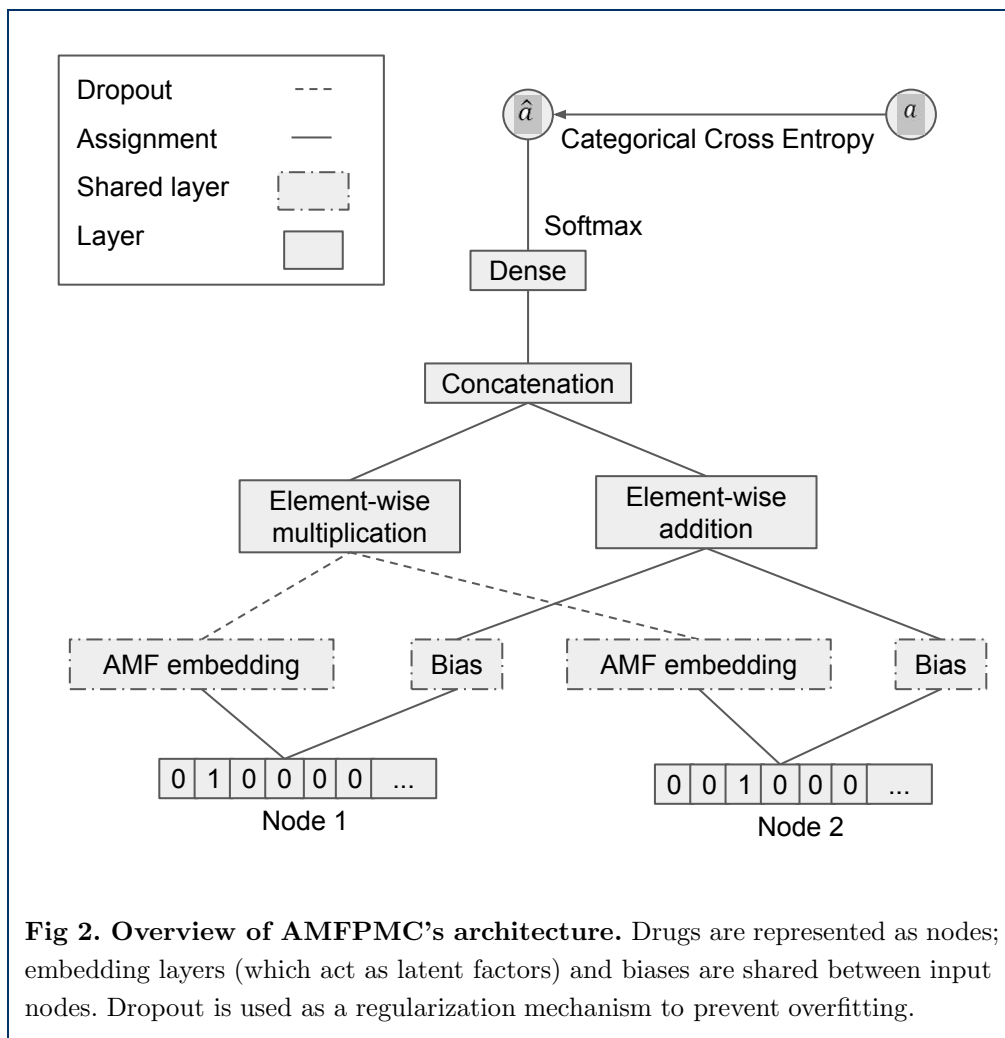 Dropout
Assignment
Shared layer
Layer
â
a
Categorical Cross Entropy
Softmax
Dense
Concatenation
Element-wise
multiplication
Element-wise
addition
AMF embedding
Bias
AMF embedding
Bias
0 1 0 0 0 0 ...
Node 1
0 0 1 0 0 0 ...
Node 2
Fig 2. Overview of AMFPMC's architecture. Drugs are represented as nodes;
embedding layers (which act as latent factors) and biases are shared between input
nodes. Dropout is used as a regularization mechanism to prevent overfitting.